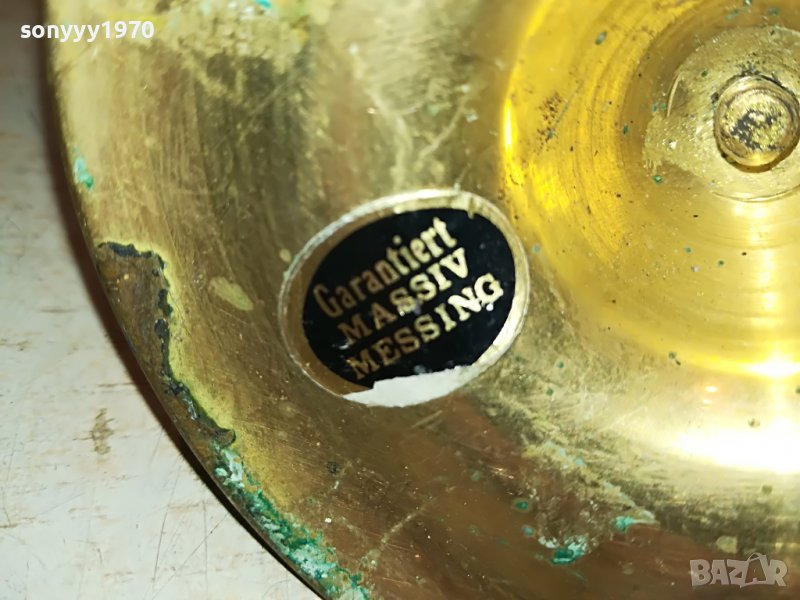 sonyyy1970
Garantiert
MASSIV
MESSING
BAZAR